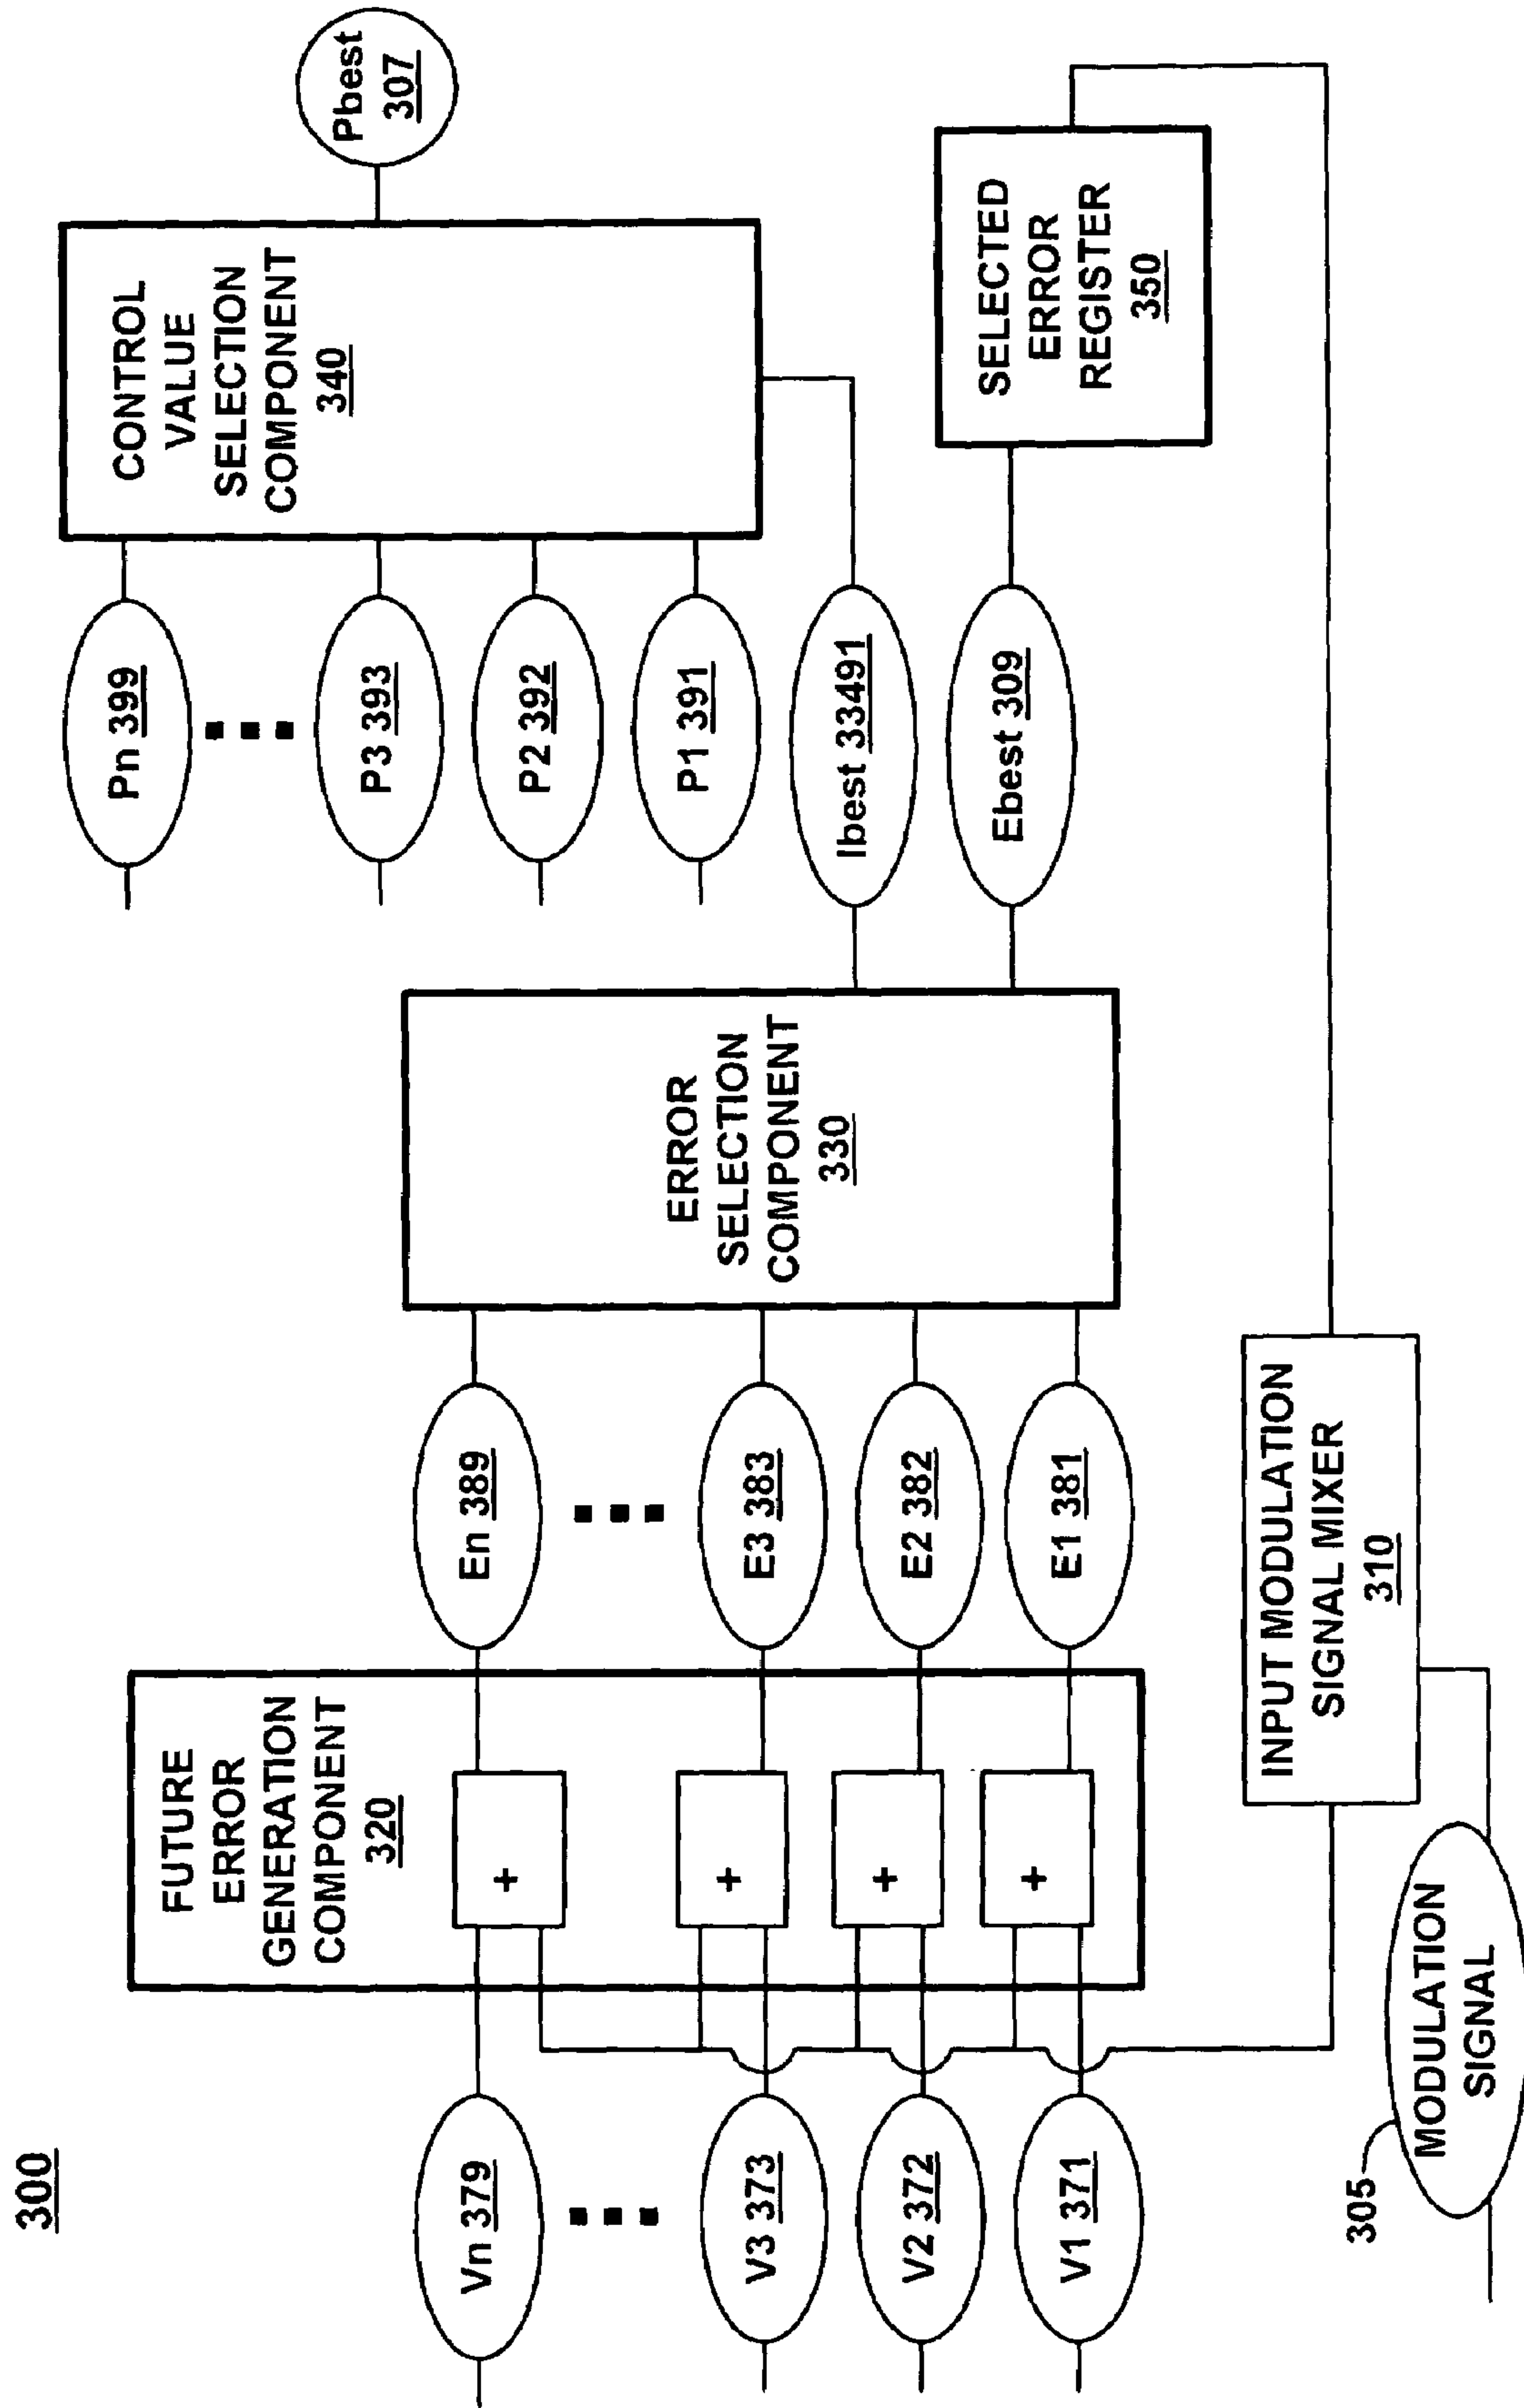 300
FUTURE
ERROR
GENERATION
COMPONENT
320
Vn 379
V3 373
V2 372
V1 371
+
+
+
+
En 389
E3 383
E2 382
E1 381
ERROR
SELECTION
COMPONENT
330
Pn 399
P3 393
P2 392
P1 391
Ibest 33491
Ebest 309
CONTROL
VALUE
SELECTION
COMPONENT
340
Pbest
307
SELECTED
ERROR
REGISTER
350
INPUT MODULATION
SIGNAL MIXER
310
305
MODULATION
SIGNAL